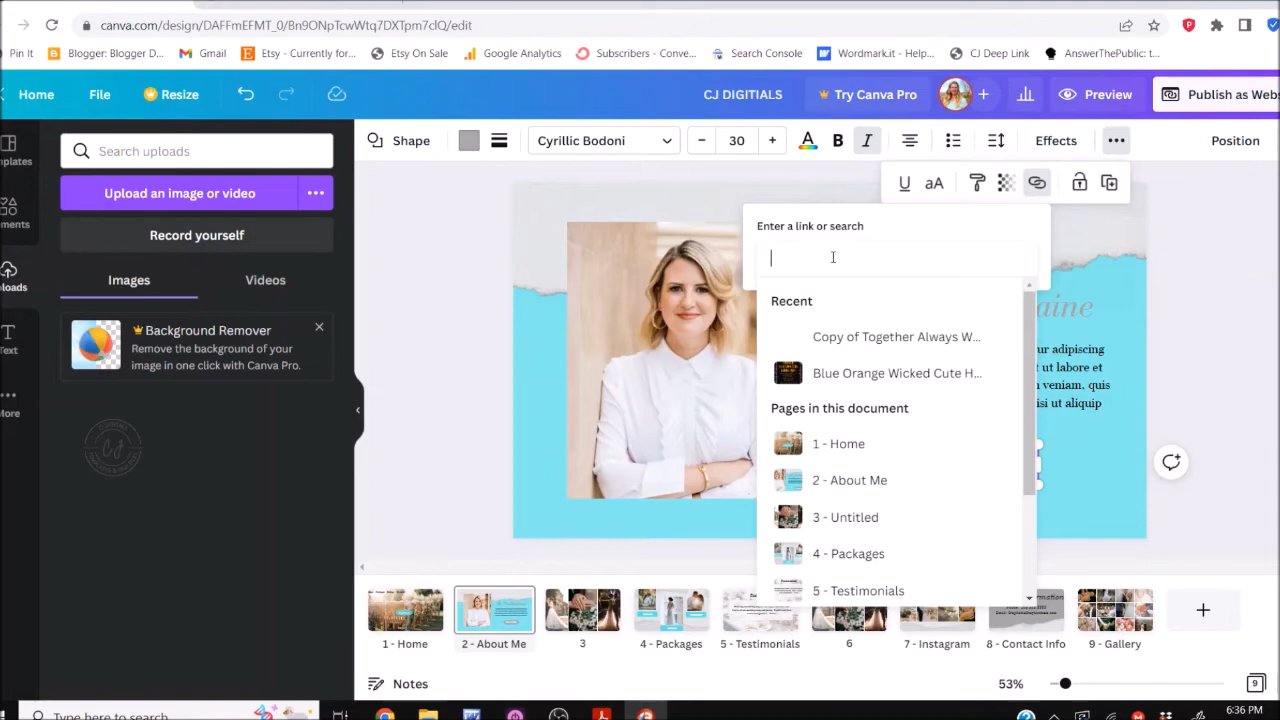 canva.com/design/DAFFmEFMT_0/Bn9ONpTcwWtq7DXTpm7clQ/edit
Pin It
Blogger: Blogger D...
Gmail
Etsy - Currently for...
Etsy On Sale
Google Analytics
Subscribers - Conve...
Search Console
Wordmark.it - Help...
CJ Deep Link
AnswerThePublic: t...
Home
File
Resize
CJ DIGITIALS
Try Canva Pro
Preview
Publish as Webs
Search uploads
Shape
Cyrillic Bodoni
30
A
B
I
Effects
Position
Upload an image or video
Record yourself
Images
Videos
Background Remover
Remove the background of your
image in one click with Canva Pro.
U
aA
Enter a link or search
Recent
Copy of Together Always W...
Blue Orange Wicked Cute H...
Pages in this document
1 - Home
2 - About Me
3 - Untitled
4 - Packages
5 - Testimonials
aine
ur adipiscing
t ut labore et
n veniam, quis
isi ut aliquip
mplates
ments
loads
Text
More
1 - Home
2 - About Me
3
4 - Packages
5 - Testimonials
6
7 - Instagram
8 - Contact Info
9 - Gallery
Notes
53%
9
Type here to search
6:36 PM